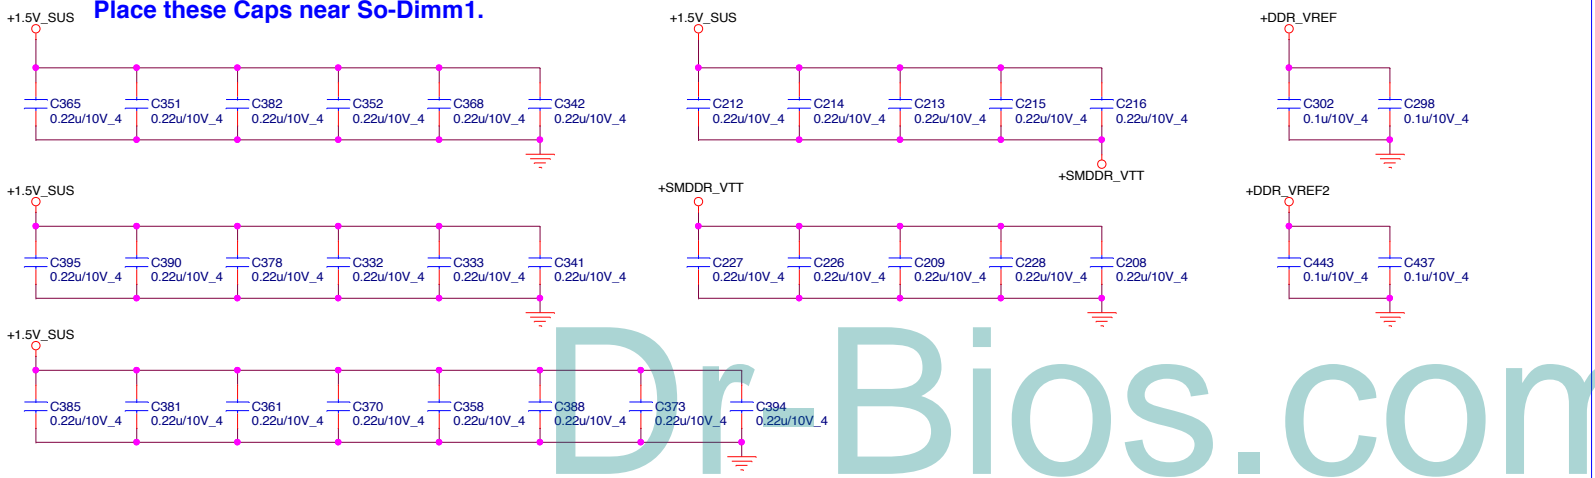 Place these Caps near So-Dimm1.
+1.5V_SUS
+1.5V_SUS
+DDR_VREF
C365 C351 C382 C352 C368 C342 C212 C214 C213 C215 C216 C302 C298
0.22u/10V_4 0.22u/10V_4 0.22u/10V_4 0.22u/10V_4 0.22u/10V_4 0.22u/10V_4 0.22u/10V_4 0.22u/10V_4 0.22u/10V_4 0.22u/10V_4 0.22u/10V_4 0.1u/10V_4 0.1u/10V_4
+SMDDR_VTT
+1.5V_SUS
+SMDDR_VTT
+DDR_VREF2
C395 C390 C378 C332 C333 C341 C227 C226 C209 C228 C208 C443 C437
0.22u/10V_4 0.22u/10V_4 0.22u/10V_4 0.22u/10V_4 0.22u/10V_4 0.22u/10V_4 0.22u/10V_4 0.22u/10V_4 0.22u/10V_4 0.22u/10V_4 0.22u/10V_4 0.1u/10V_4 0.1u/10V_4
+1.5V_SUS
C385 C381 C361 C370 C358 C388 C373 C394
0.22u/10V_4 0.22u/10V_4 0.22u/10V_4 0.22u/10V_4 0.22u/10V_4 0.22u/10V_4 0.22u/10V_4 0.22u/10V_4
Dr-Bios.com